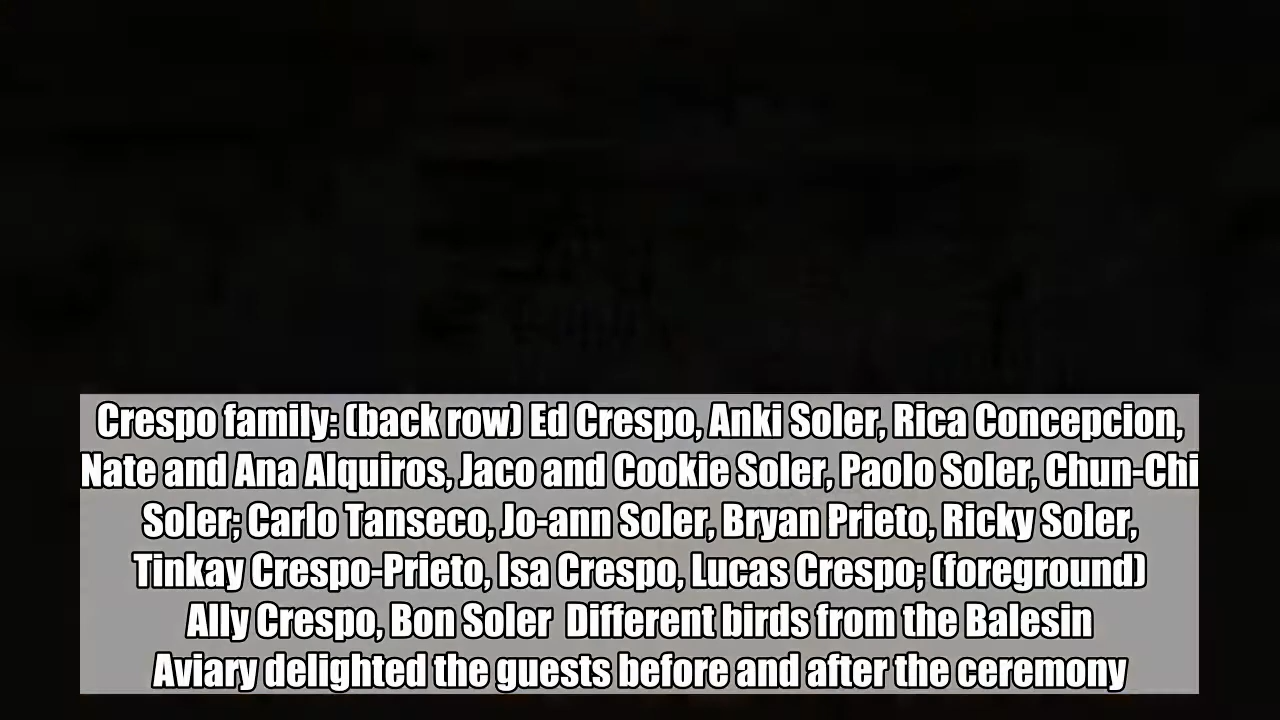 Crespo family: (back row) Ed Crespo, Anki Soler, Rica Concepcion,
Nate and Ana Alquiros, Jaco and Cookie Soler, Paolo Soler, Chun-Chi
Soler; Carlo Tanseco, Jo-ann Soler, Bryan Prieto, Ricky Soler,
Tinkay Crespo-Prieto, Isa Crespo, Lucas Crespo; (foreground)
Ally Crespo, Bon Soler  Different birds from the Balesin
Aviary delighted the guests before and after the ceremony